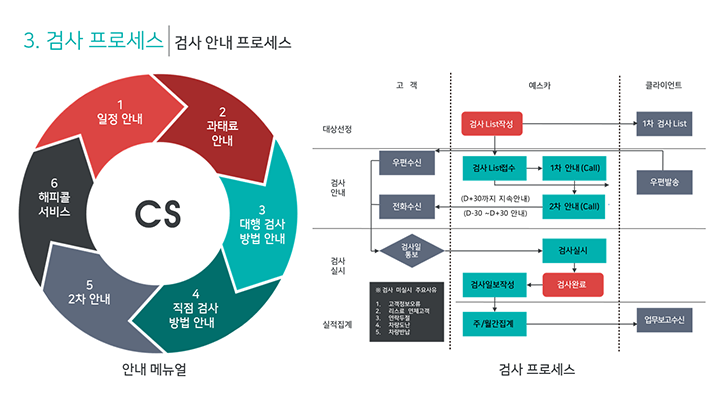 3. 검사 프로세스 검사 안내 프로세스
1
일정 안내
2
과태료
안내
3
대행 검사
방법 안내
4
직접 검사
방법 안내
5
2차 안내
6
해피콜
서비스
CS
안내 메뉴얼
고 객
예스카
클라이언트
대상선정
검사 List작성
1차 검사 List
검사
안내
우편수신
검사 List접수
1차 안내 (Call)
우편발송
전화수신
(D+30까지 지속안내)
(D-30 ~D+30 안내)
2차 안내 (Call)
검사
실시
검사일
통보
검사실시
검사일보작성
검사완료
※ 검사 미실시 주요사유
1. 고객정보오류
2. 리스료 연체고객
3. 연락두절
4. 차량도난
5. 차량반납
실적집계
주/월간집계
업무보고수신
검사 프로세스